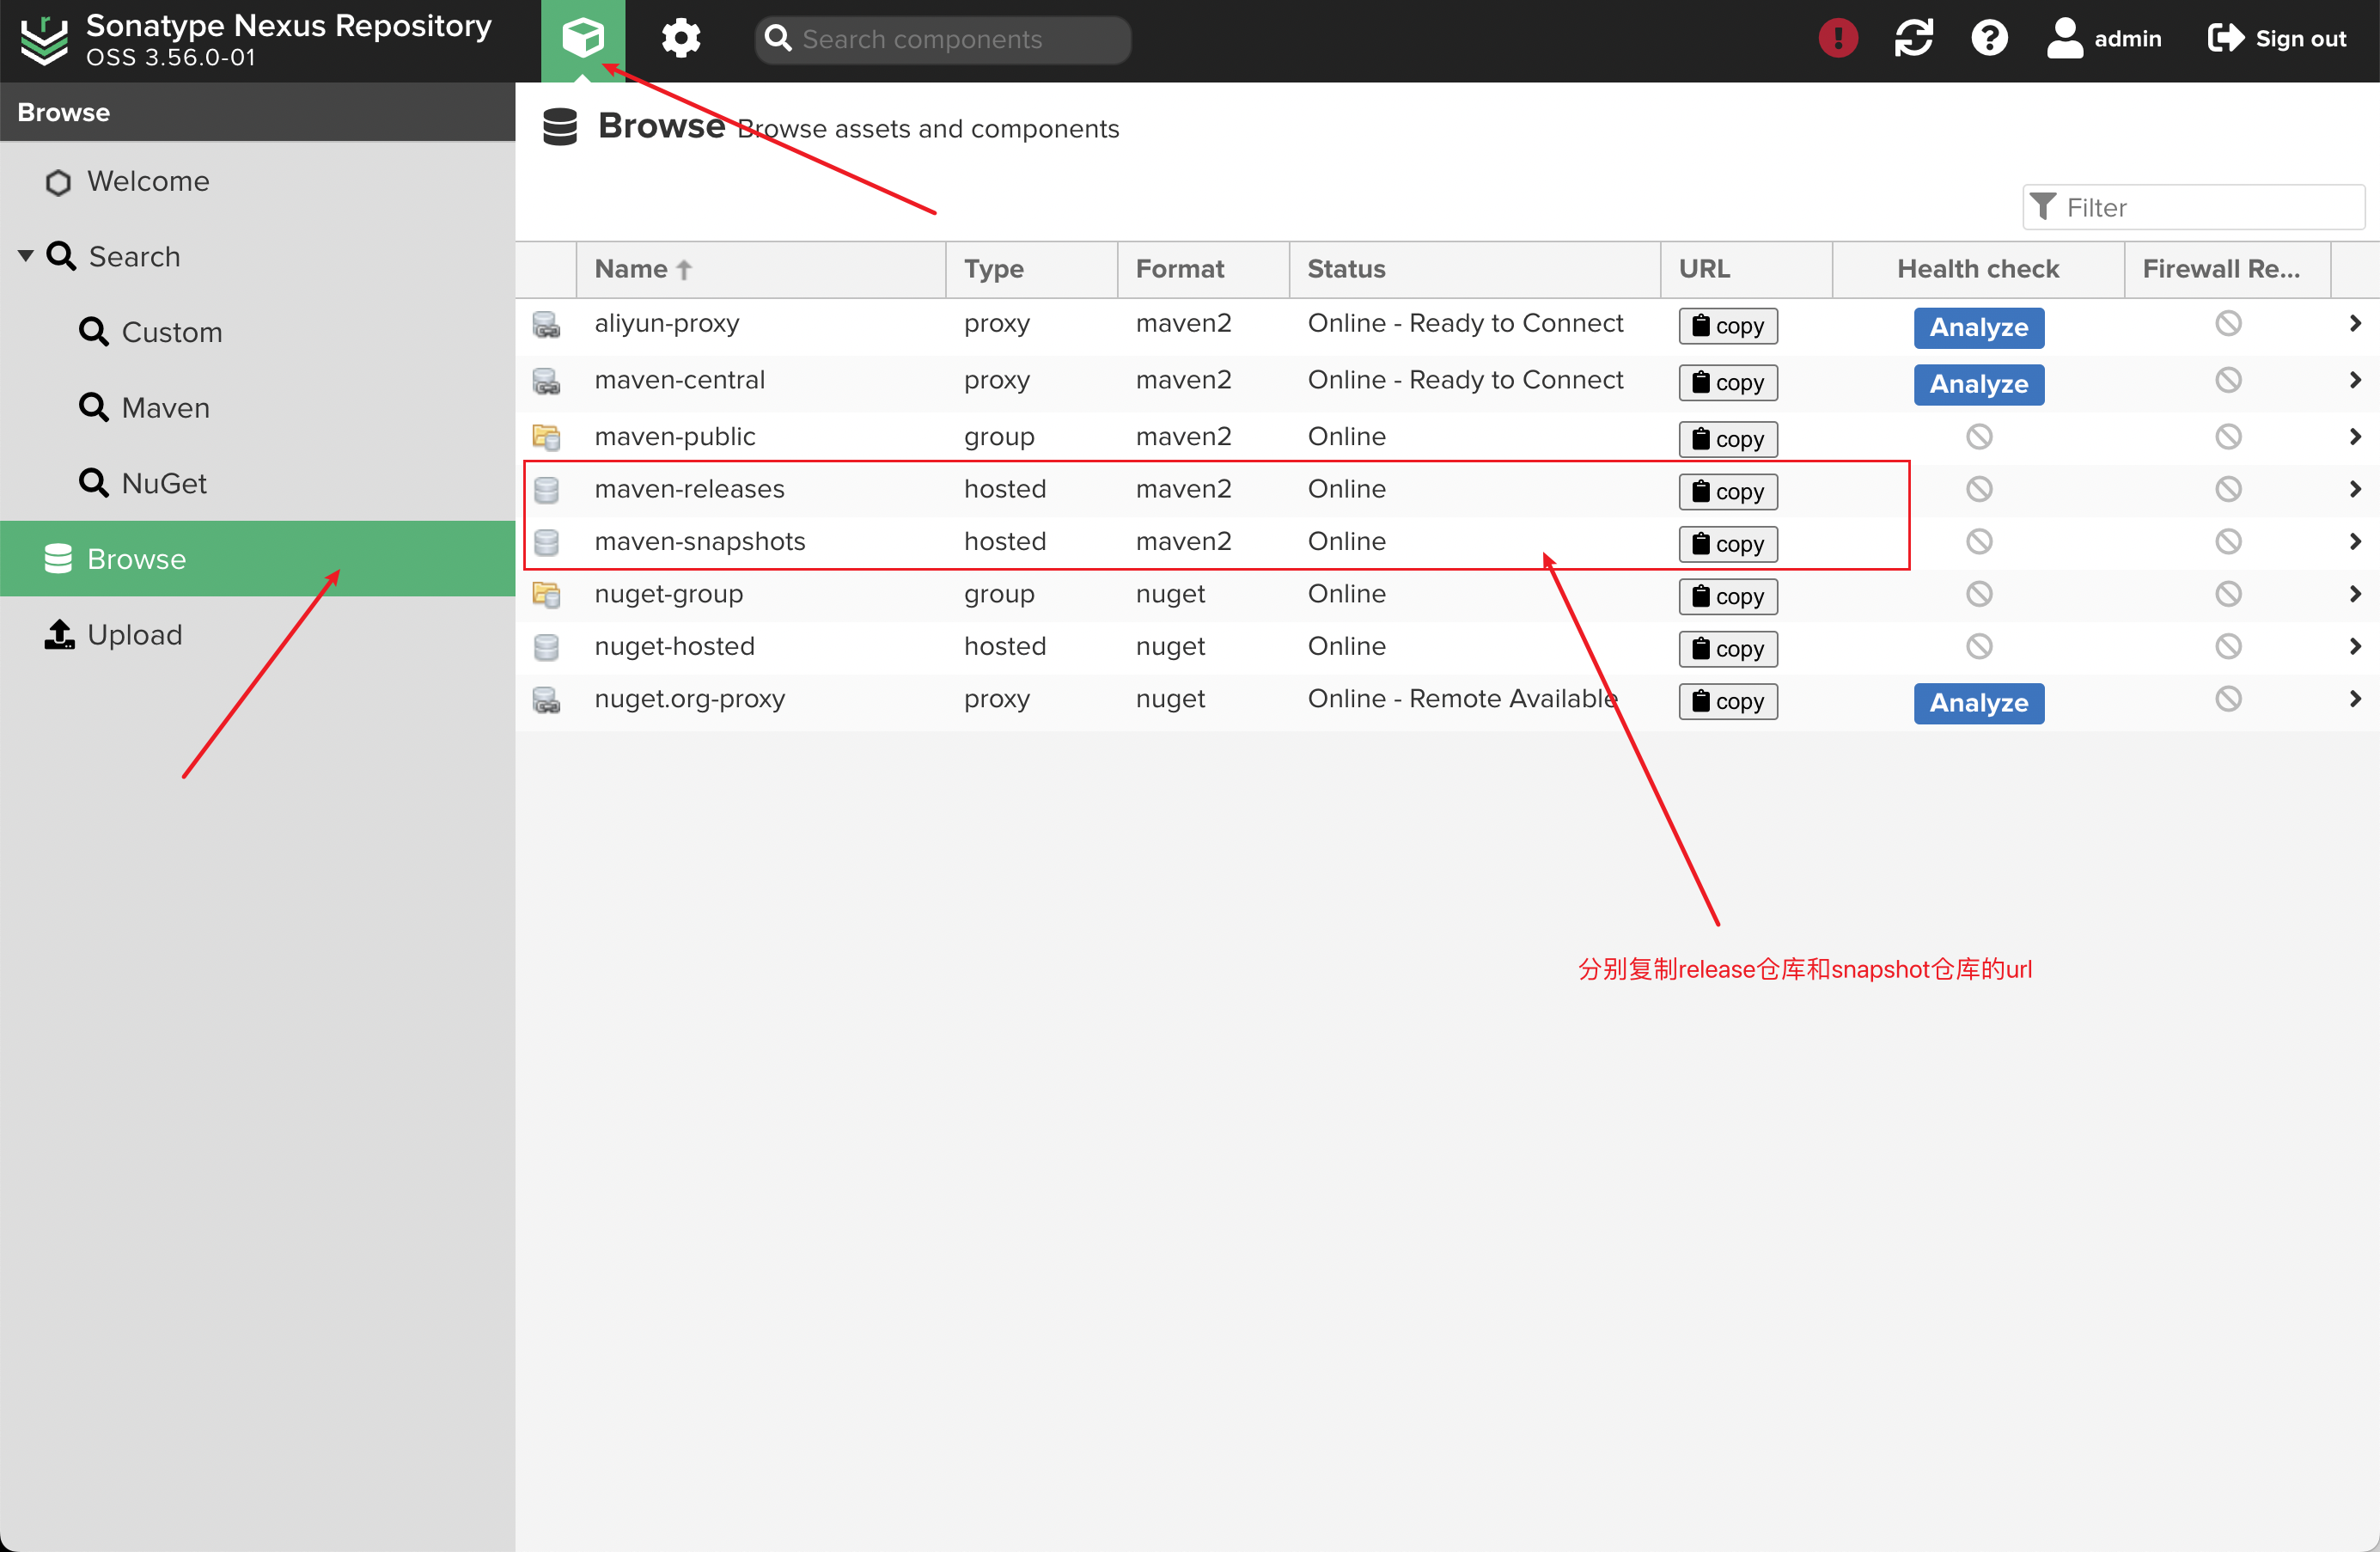 Sonatype Nexus Repository
OSS 3.56.0-01
Search components
admin
Sign out
Browse
Welcome
Search
Custom
Maven
NuGet
Browse
Upload
Browse Browse assets and components
Filter
Name Type Format Status URL Health check Firewall Re...
aliyun-proxy proxy maven2 Online - Ready to Connect copy Analyze
maven-central proxy maven2 Online - Ready to Connect copy Analyze
maven-public group maven2 Online copy
maven-releases hosted maven2 Online copy
maven-snapshots hosted maven2 Online copy
nuget-group group nuget Online copy
nuget-hosted hosted nuget Online copy
nuget.org-proxy proxy nuget Online - Remote Available copy Analyze
分别复制release仓库和snapshot仓库的url